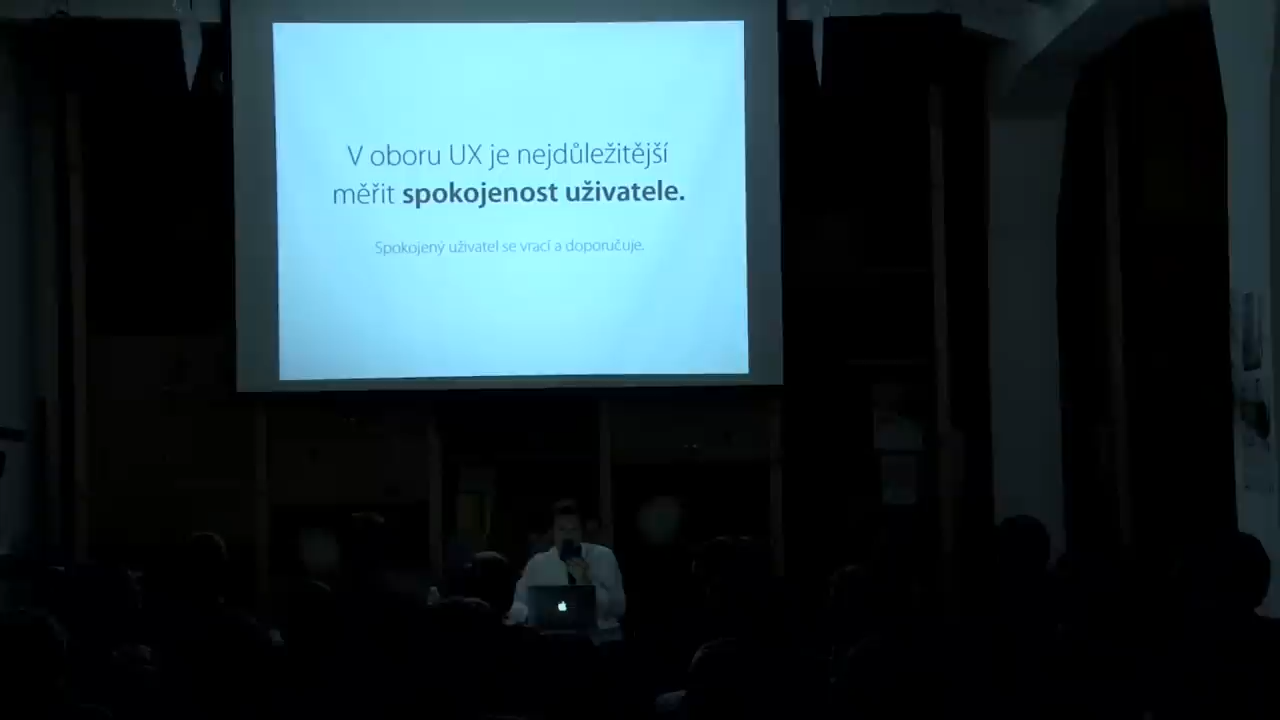 V oboru UX je nejdůležitější
měřit spokojenost uživatele.
Spokojený uživatel se vrací a doporučuje.